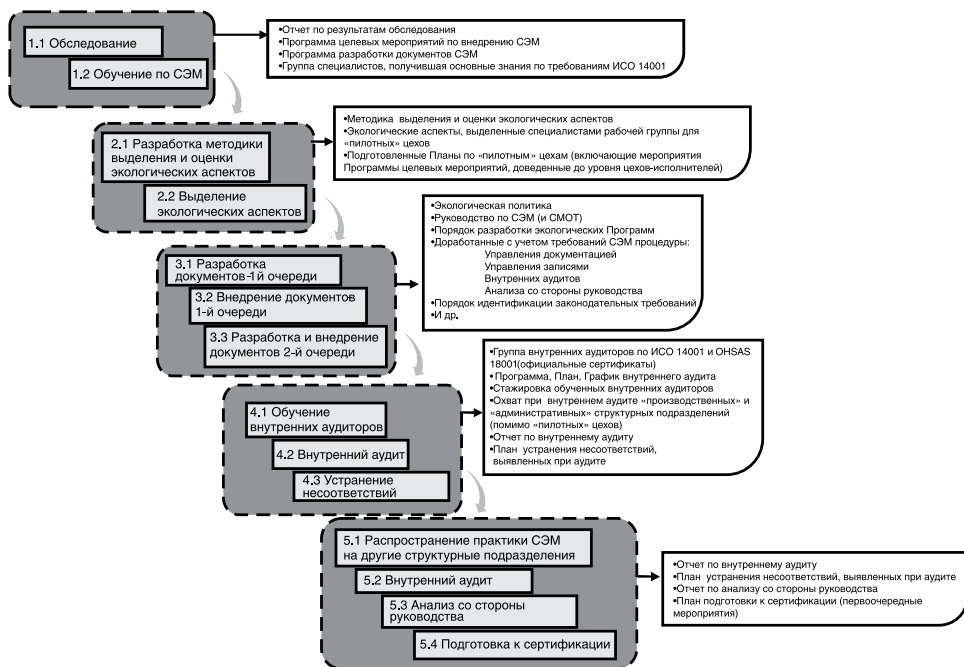 1.1 Обследование
1.2 Обучение по СЭМ
•Отчет по результатам обследования
•Программа целевых мероприятий по внедрению СЭМ
•Программа разработки документов СЭМ
•Группа специалистов, получившая основные знания по требованиям ИСО 14001
2.1 Разработка методики
выделения и оценки
экологических аспектов
2.2 Выделение
экологических аспектов
•Методика выделения и оценки экологических аспектов
•Экологические аспекты, выделенные специалистами рабочей группы для
«пилотных» цехов
•Подготовленные Планы по «пилотным» цехам (включающие мероприятия
Программы целевых мероприятий, доведенные до уровня цехов-исполнителей)
3.1 Разработка
документов-1й очереди
3.2 Внедрение документов
1-й очереди
3.3 Разработка и внедрение
документов 2-й очереди
•Экологическая политика
•Руководство по СЭМ (и СМОТ)
•Порядок разработки экологических Программ
•Доработанные с учетом требований СЭМ процедуры:
Управления документацией
Управления записями
Внутренних аудитов
Анализа со стороны руководства
•Порядок идентификации законодательных требований
•И др.
4.1 Обучение
внутренних аудиторов
4.2 Внутренний аудит
4.3 Устранение
несоответствий
•Группа внутренних аудиторов по ИСО 14001 и OHSAS
18001(официальные сертификаты)
• Программа, План, График внутреннего аудита
•Стажировка обученных внутренних аудиторов
•Охват при внутреннем аудите «производственных» и
«административных» структурных подразделений
(помимо «пилотных» цехов)
•Отчет по внутреннему аудиту
•План устранения несоответствий,
выявленных при аудите
5.1 Распространение практики СЭМ
на другие структурные подразделения
5.2 Внутренний аудит
5.3 Анализ со стороны
руководства
5.4 Подготовка к сертификации
•Отчет по внутреннему аудиту
•План устранения несоответствий, выявленных при аудите
•Отчет по анализу со стороны руководства
•План подготовки к сертификации (первоочередные
мероприятия)